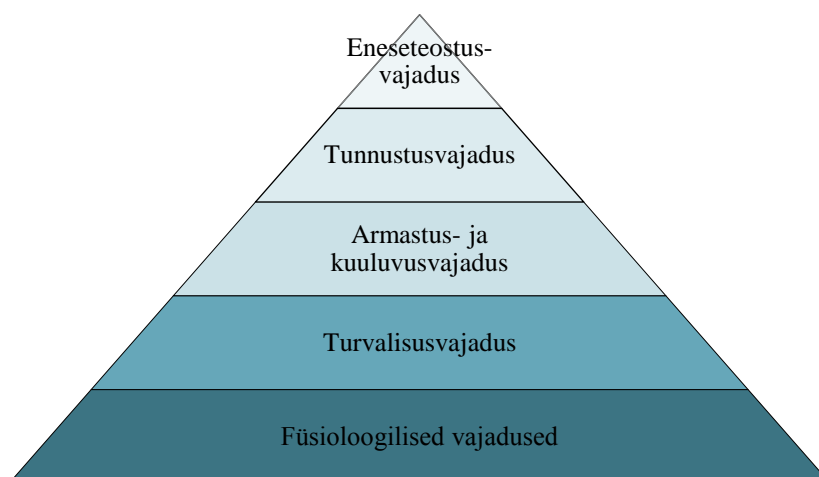 Eneseteostus-
vajadus
Tunnustusvajadus
Armastus- ja
kuuluvusvajadus
Turvalisusvajadus
Füsioloogilised vajadused